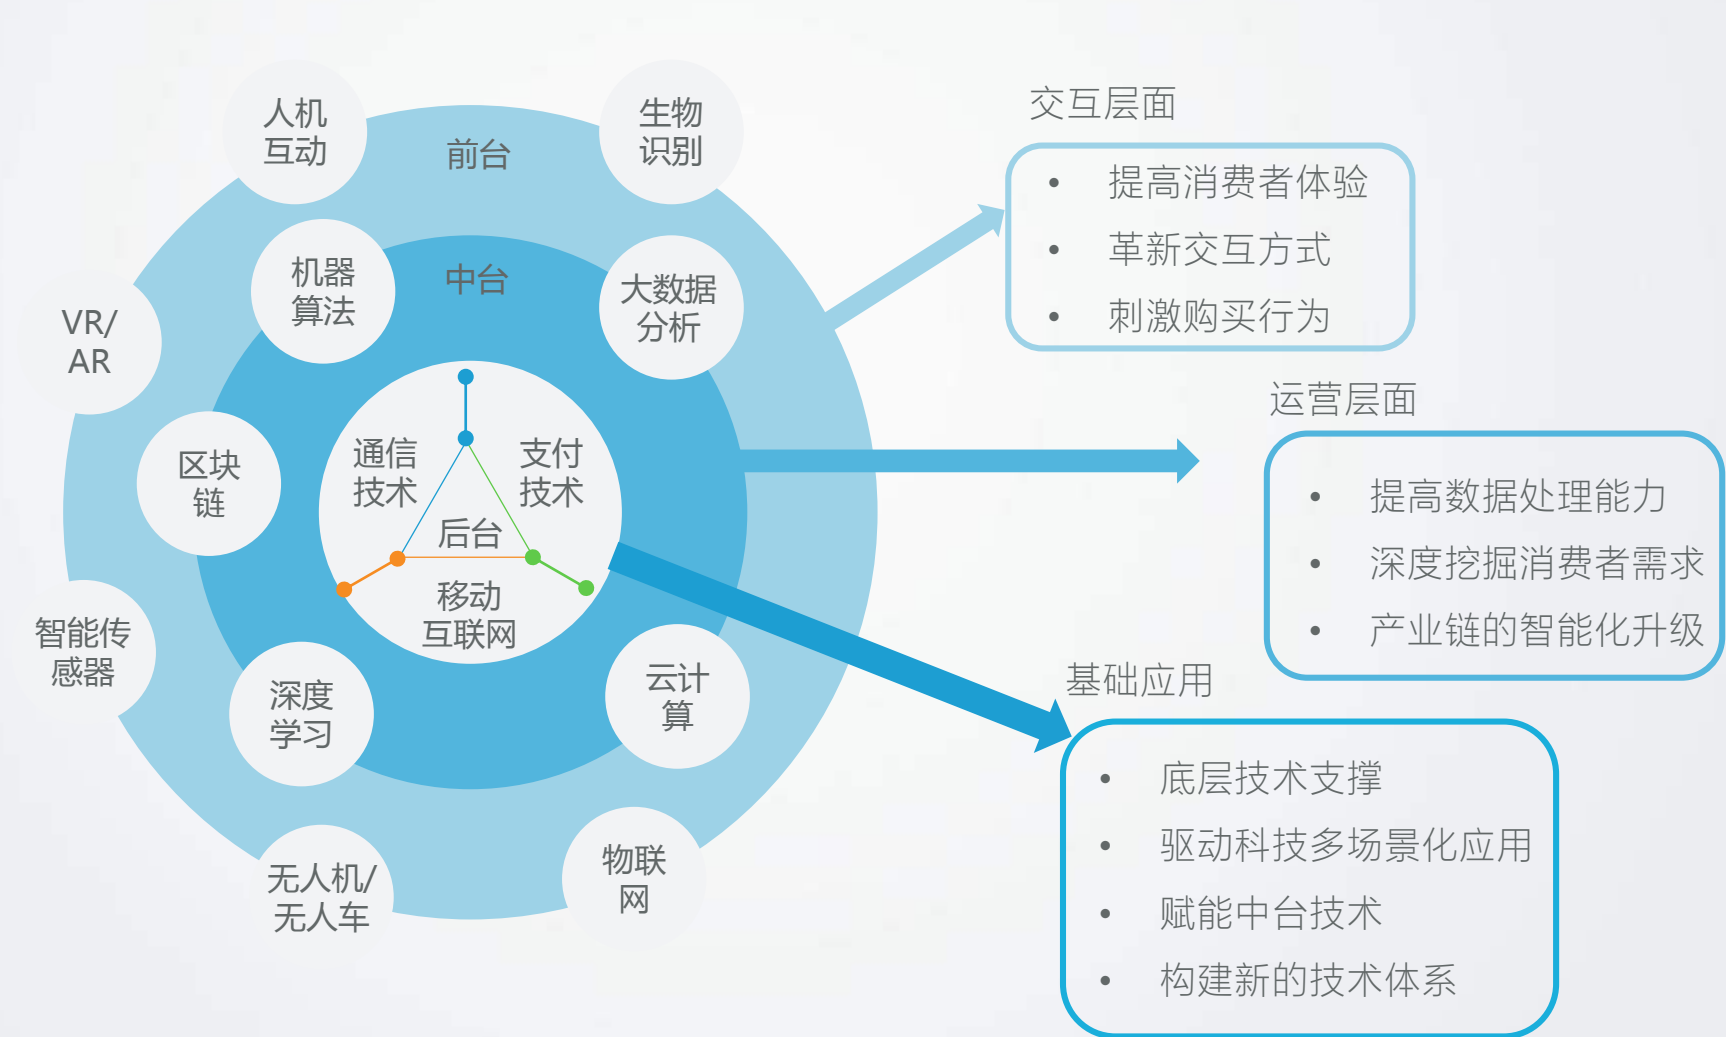 人机
互动
前台
生物
识别
机器
算法
中台
大数据
分析
VR/
AR
区块
链
通信
技术
支付
技术
后台
移动
互联网
智能传
感器
深度
学习
云计
算
无人机/
无人车
物联
网
交互层面
• 提高消费者体验
• 革新交互方式
• 刺激购买行为
运营层面
• 提高数据处理能力
• 深度挖掘消费者需求
• 产业链的智能化升级
基础应用
• 底层技术支撑
• 驱动科技多场景化应用
• 赋能中台技术
• 构建新的技术体系